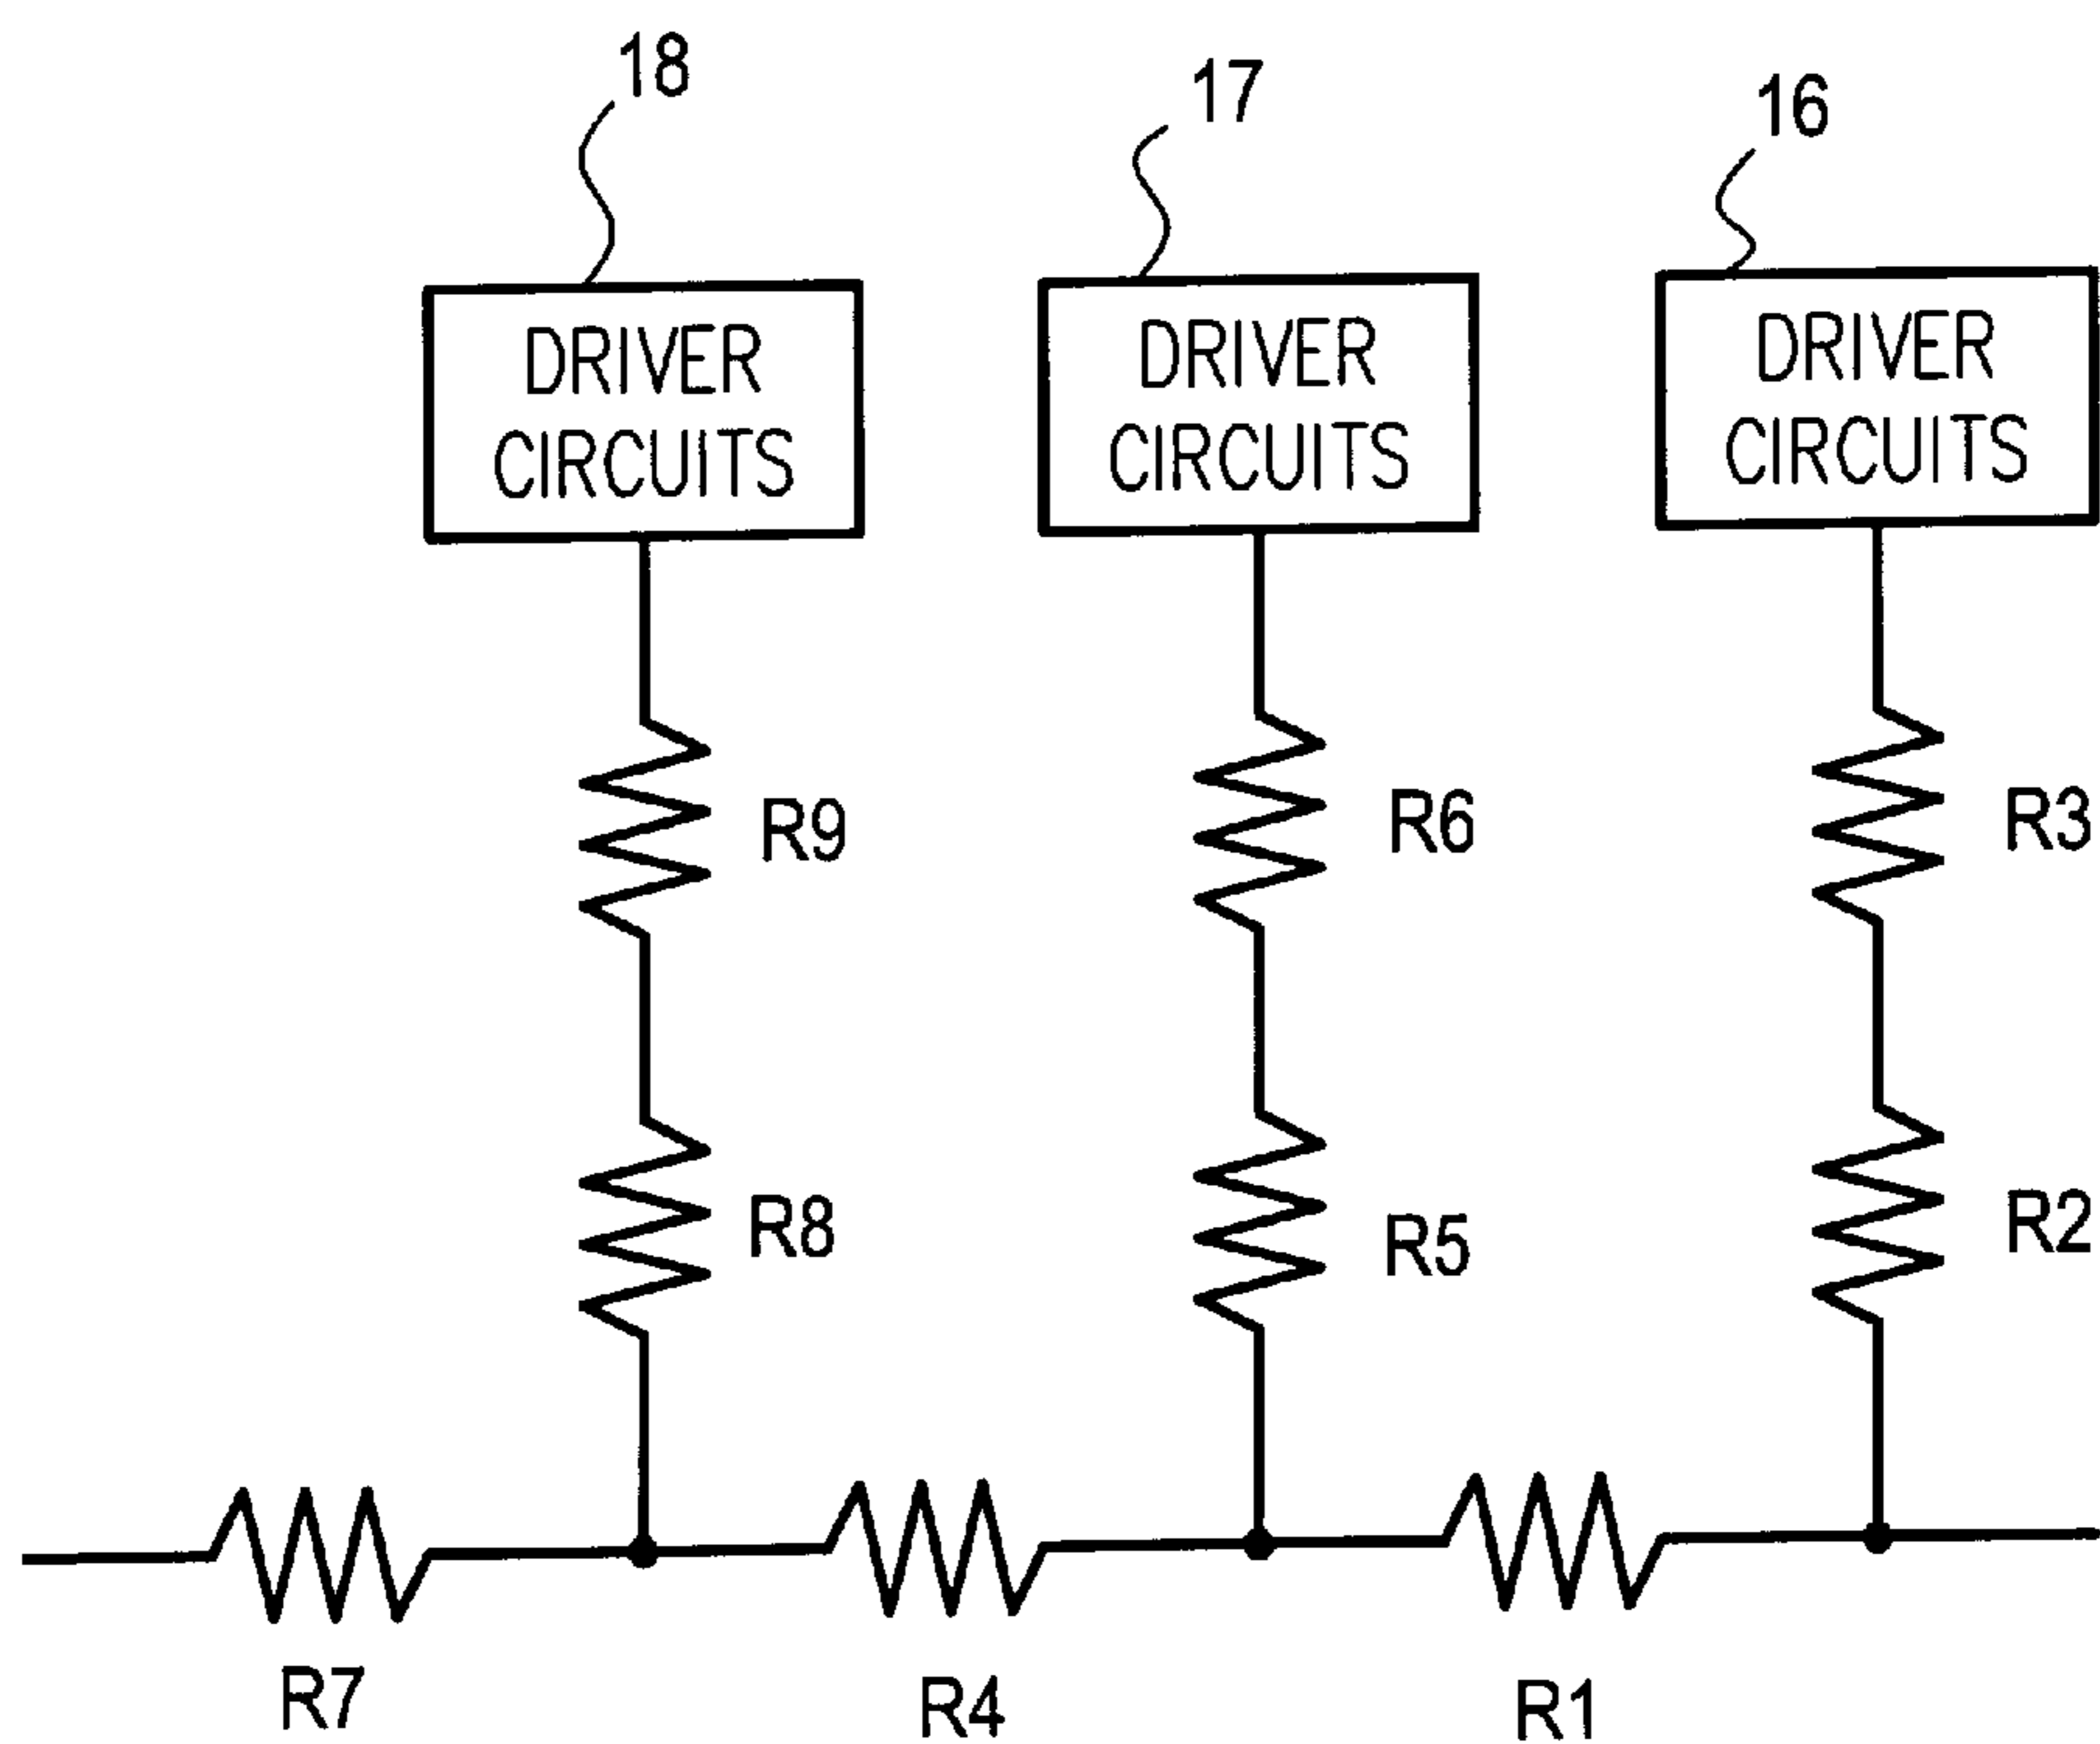 18
17
16
DRIVER
CIRCUITS
DRIVER
CIRCUITS
DRIVER
CIRCUITS
R9
R6
R3
R8
R5
R2
R7
R4
R1